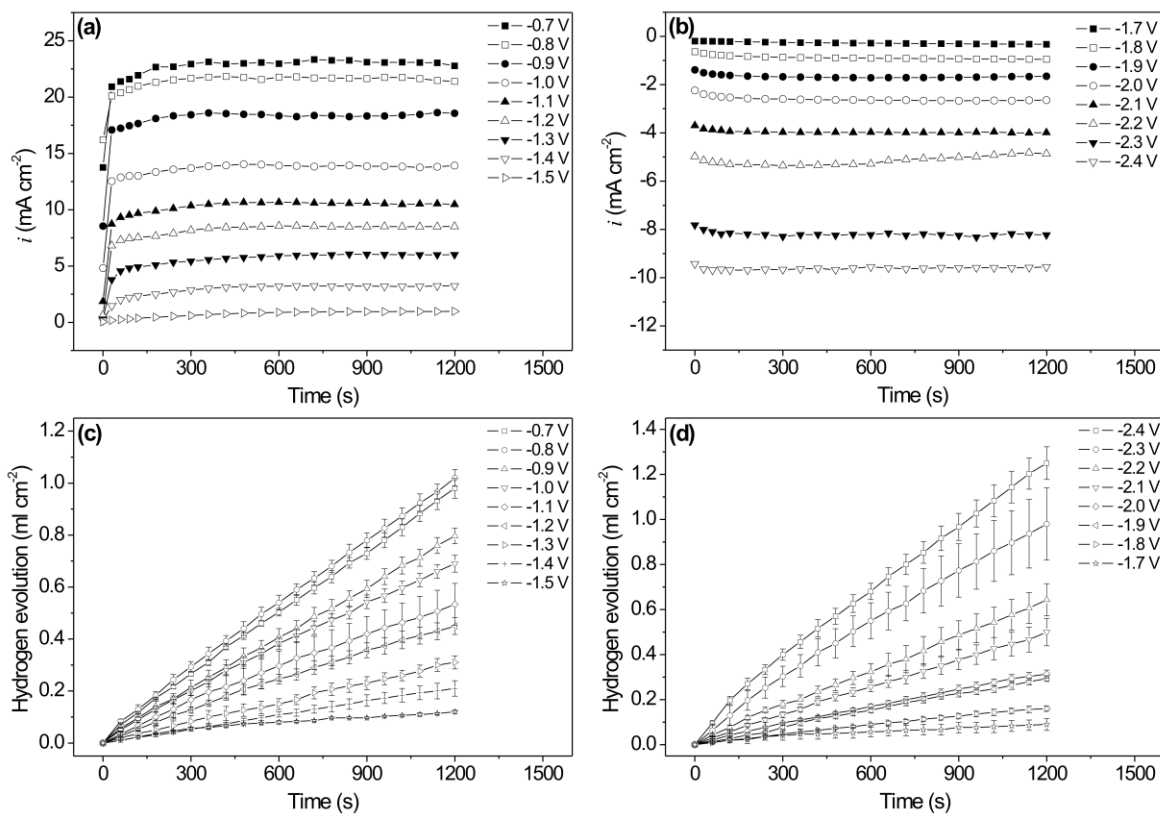 (a)
-0.7 V
-0.8 V
-0.9 V
-1.0 V
-1.1 V
-1.2 V
-1.3 V
-1.4 V
-1.5 V
25
20
15
10
5
0
i (mA cm-2)
0 300 600 900 1200 1500
Time (s)
(b)
-1.7 V
-1.8 V
-1.9 V
-2.0 V
-2.1 V
-2.2 V
-2.3 V
-2.4 V
0
-2
-4
-6
-8
-10
-12
i (mA cm-2)
0 300 600 900 1200 1500
Time (s)
(c)
-0.7 V
-0.8 V
-0.9 V
-1.0 V
-1.1 V
-1.2 V
-1.3 V
-1.4 V
-1.5 V
1.2
1.0
0.8
0.6
0.4
0.2
0.0
Hydrogen evolution (ml cm-2)
0 300 600 900 1200 1500
Time (s)
(d)
-2.4 V
-2.3 V
-2.2 V
-2.1 V
-2.0 V
-1.9 V
-1.8 V
-1.7 V
1.4
1.2
1.0
0.8
0.6
0.4
0.2
0.0
Hydrogen evolution (ml cm-2)
0 300 600 900 1200 1500
Time (s)